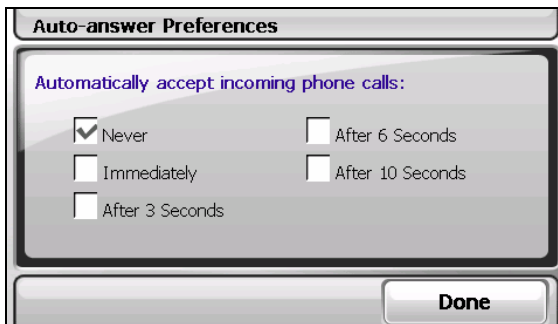 Auto-answer Preferences
Automatically accept incoming phone calls:
Never
Immediately
After 3 Seconds
After 6 Seconds
After 10 Seconds
Done